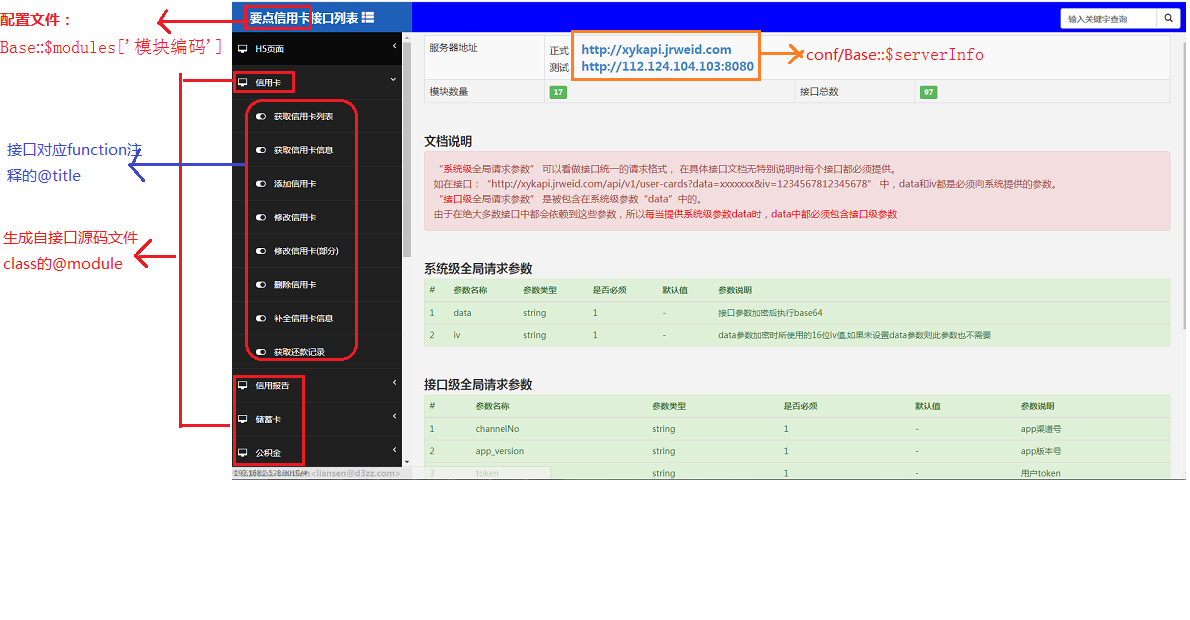 配置文件：
Base::$modules['模块编码']
接口对应function注
释的@title
生成自接口源码文件
class的@module
要点信用卡接口列表
H5页面
信用卡
获取信用卡列表
获取信用卡信息
添加信用卡
修改信用卡
修改信用卡(部分)
删除信用卡
补全信用卡信息
获取还款记录
信用报告
储蓄卡
公积金
输入关键字查询
服务器地址
正式 http://xykapi.jrweid.com
测试 http://112.124.104.103:8080
conf/Base::$serverInfo
模块数量 17 接口总数 97
文档说明
“系统级全局请求参数” 可以看做接口统一的请求格式，在具体接口文档无特别说明时每个接口都必须提供。
如在接口：“http://xykapi.jrweid.com/api/v1/user-cards?data=xxxxxxx&iv=1234567812345678” 中，data和iv都是必须向系统提供的参数。
“接口级全局请求参数” 是被包含在系统级参数“data”中的。
由于在绝大多数接口中都会依赖到这些参数，所以每当提供系统级参数data时，data中都必须包含接口级参数
系统级全局请求参数
# 参数名称 参数类型 是否必须 默认值 参数说明
1 data string 1 - 接口参数加密后执行base64
2 iv string 1 - data参数加密时所使用的16位iv值,如果未设置data参数则此参数也不需要
接口级全局请求参数
# 参数名称 参数类型 是否必须 默认值 参数说明
1 channelNo string 1 - app渠道号
2 app_version string 1 - app版本号
3 token string 1 - 用户token
<liansen@d3zz.com>